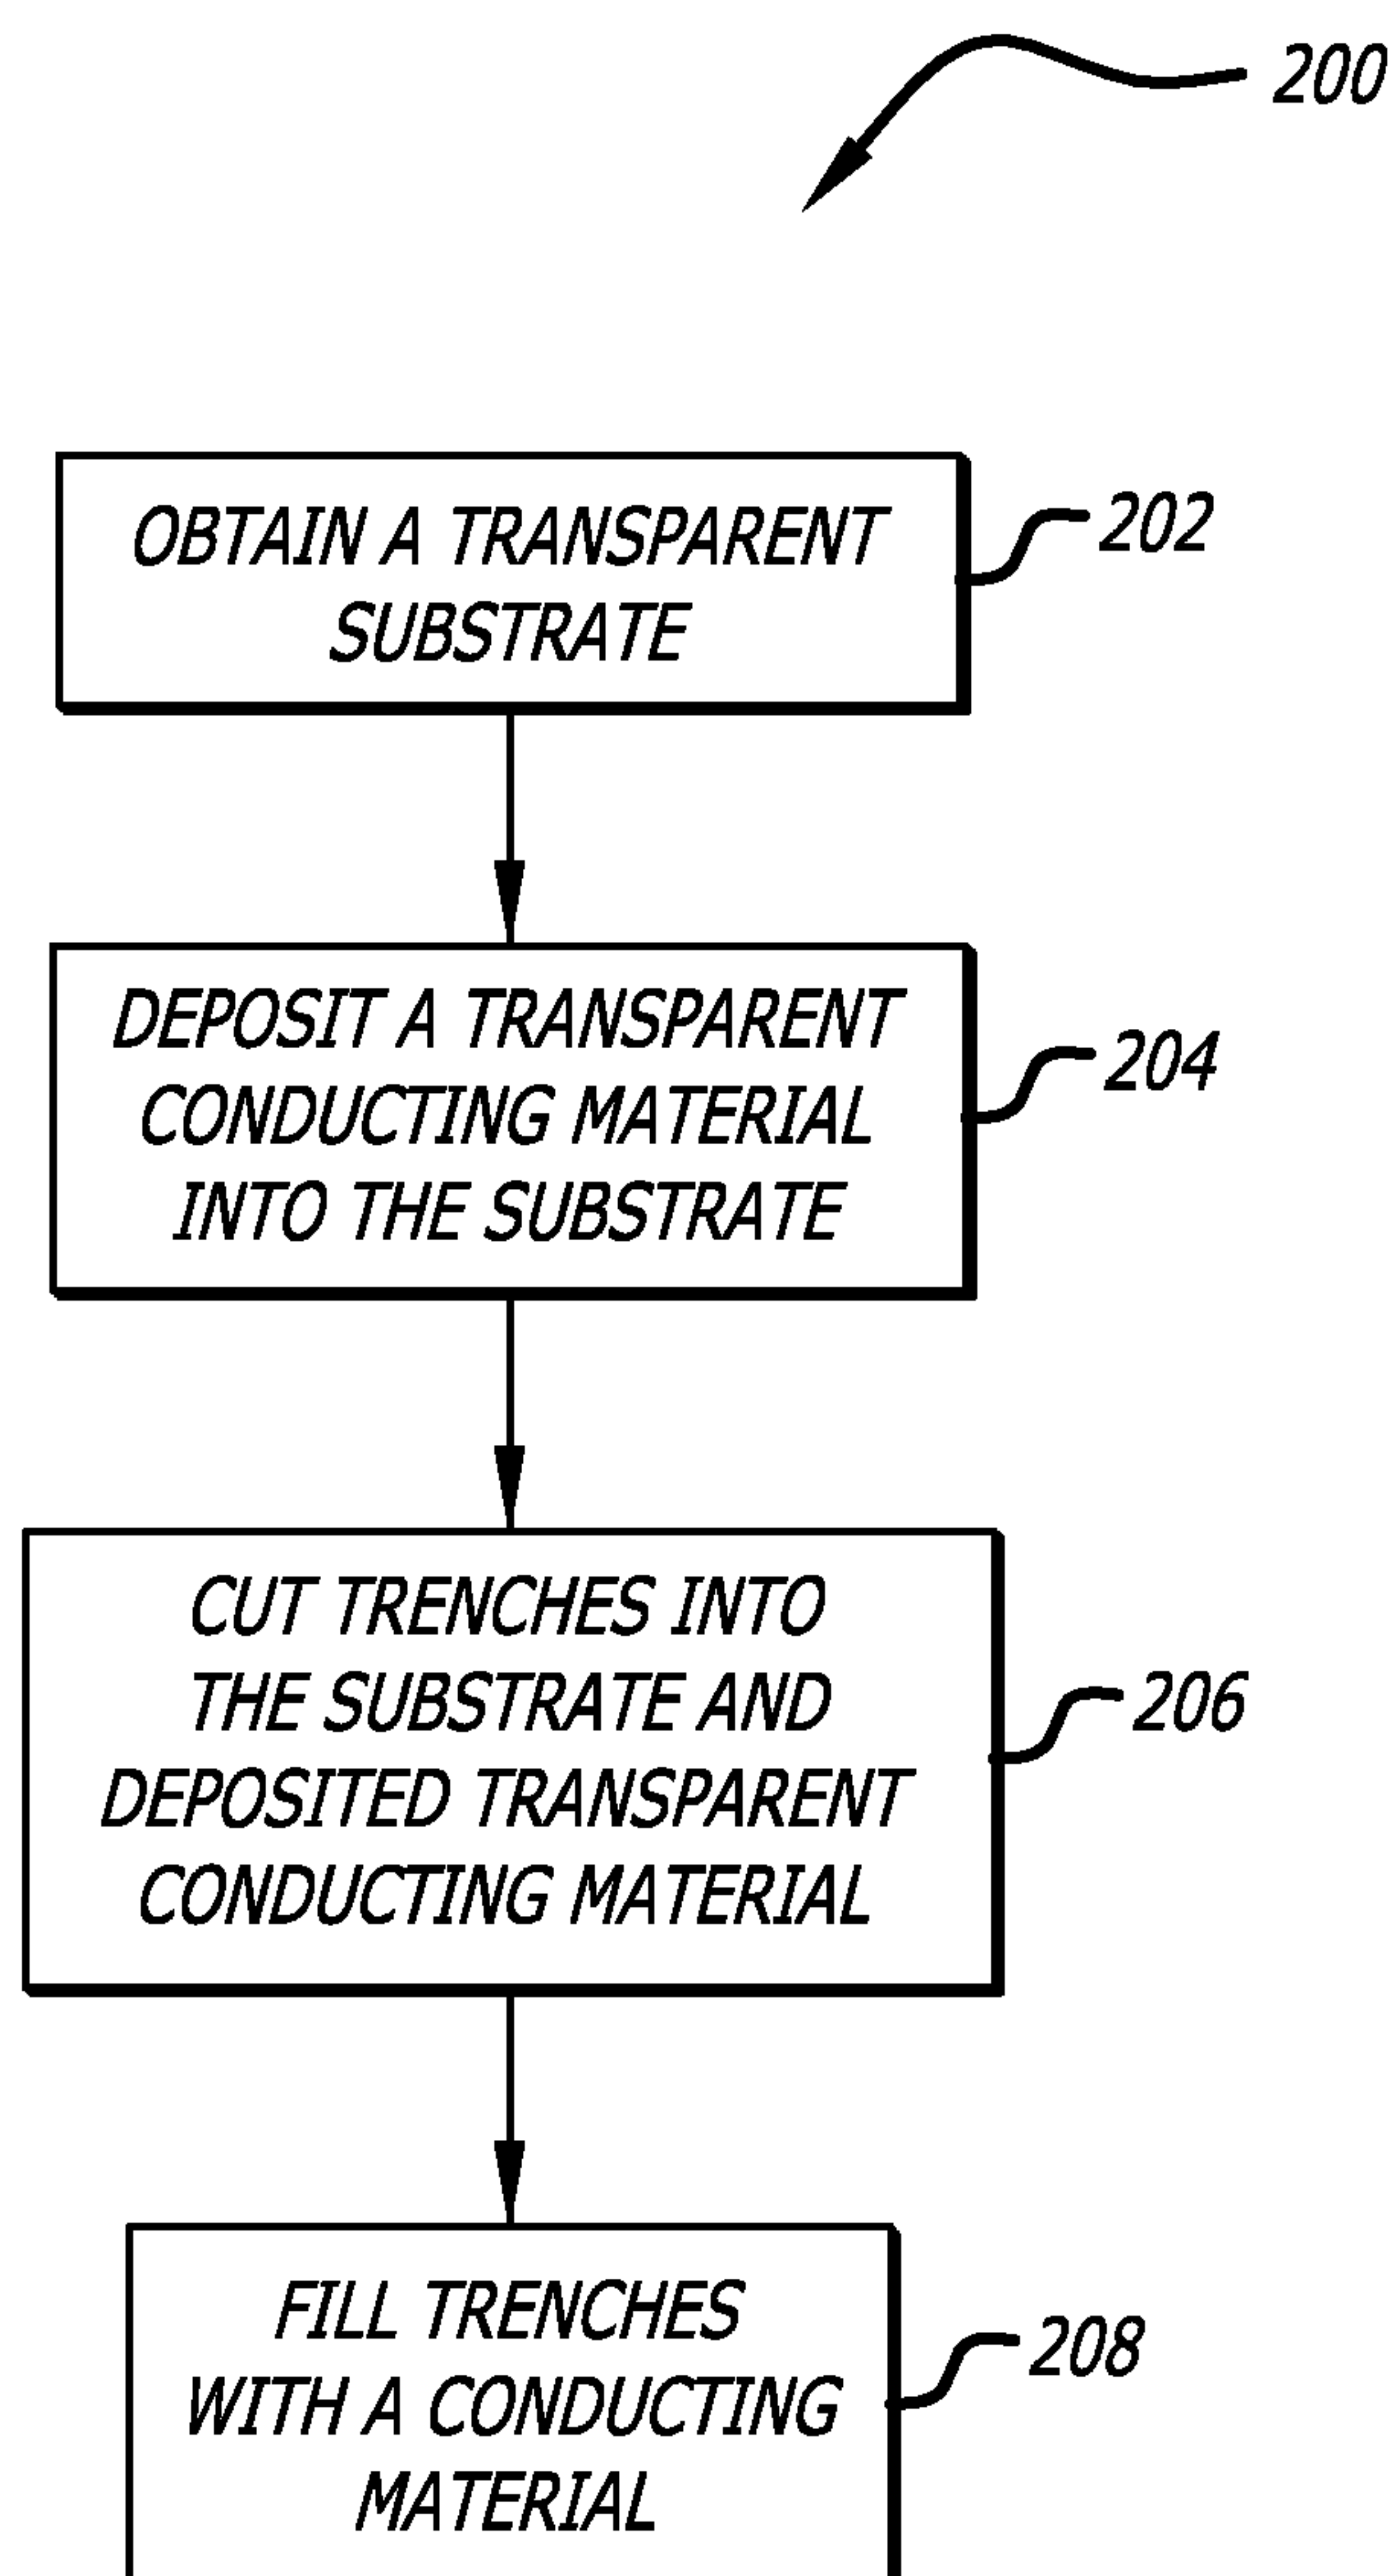 200
OBTAIN A TRANSPARENT
SUBSTRATE
202
DEPOSIT A TRANSPARENT
CONDUCTING MATERIAL
INTO THE SUBSTRATE
204
CUT TRENCHES INTO
THE SUBSTRATE AND
DEPOSITED TRANSPARENT
CONDUCTING MATERIAL
206
FILL TRENCHES
WITH A CONDUCTING
MATERIAL
208